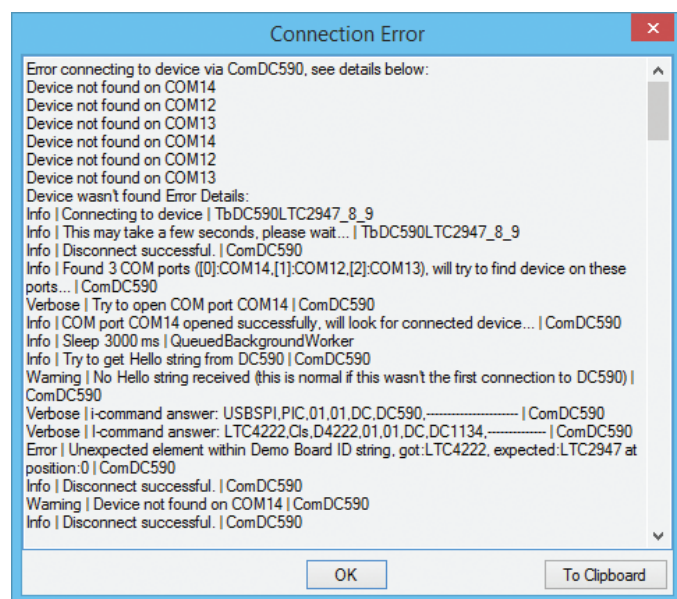 Connection Error
Error connecting to device via ComDC590, see details below:
Device not found on COM14
Device not found on COM12
Device not found on COM13
Device not found on COM14
Device not found on COM12
Device not found on COM13
Device wasn't found Error Details:
Info | Connecting to device | TbDC590LTC2947_8_9
Info | This may take a few seconds, please wait... | TbDC590LTC2947_8_9
Info | Disconnect successful. | ComDC590
Info | Found 3 COM ports ([0]:COM14,[1]:COM12,[2]:COM13), will try to find device on these
ports... | ComDC590
Verbose | Try to open COM port COM14 | ComDC590
Info | COM port COM14 opened successfully, will look for connected device... | ComDC590
Info | Sleep 3000 ms | QueuedBackgroundWorker
Info | Try to get Hello string from DC590 | ComDC590
Warning | No Hello string received (this is normal if this wasn't the first connection to DC590) |
ComDC590
Verbose | i-command answer: USBSPI,PIC,01,01,DC,DC590,---------------------- | ComDC590
Verbose | I-command answer: LTC4222,Cls,D4222,01,01,DC,DC1134,-------------- | ComDC590
Error | Unexpected element within Demo Board ID string, got:LTC4222, expected:LTC2947 at
position:0 | ComDC590
Info | Disconnect successful. | ComDC590
Warning | Device not found on COM14 | ComDC590
Info | Disconnect successful. | ComDC590
OK
To Clipboard